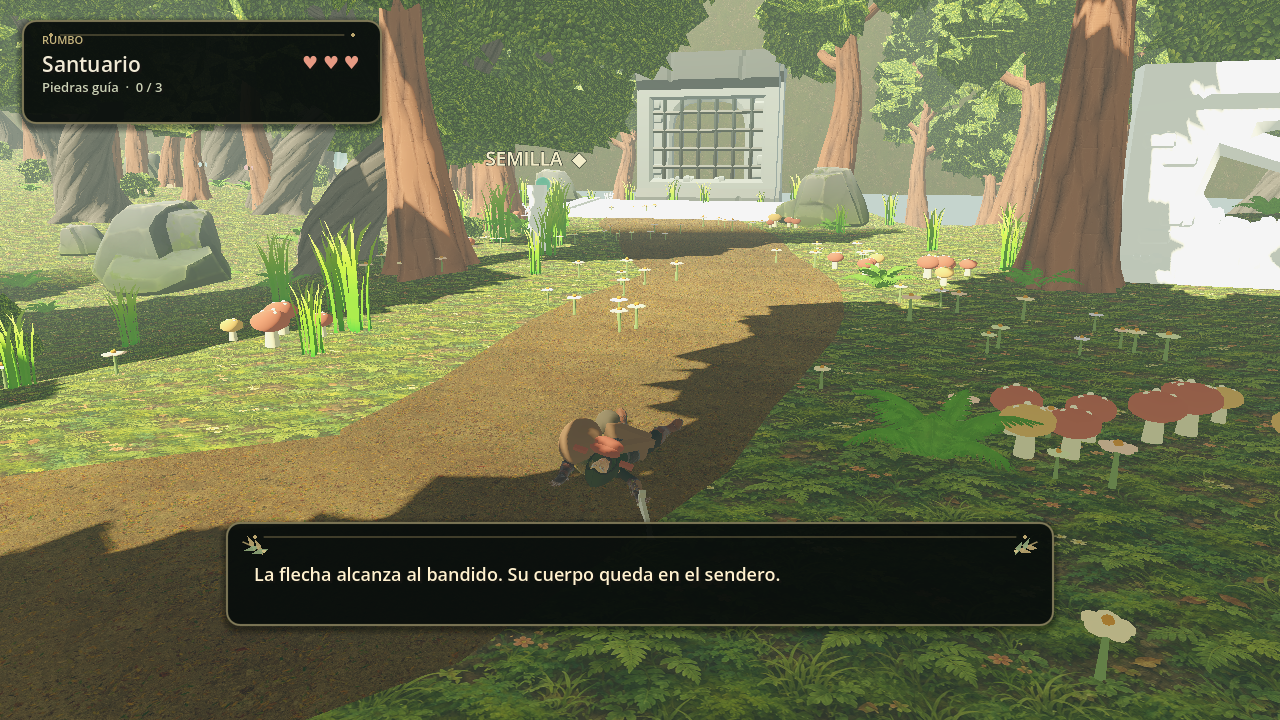 RUMBO
Santuario
Piedras guía · 0 / 3
SEMILLA
La flecha alcanza al bandido. Su cuerpo queda en el sendero.